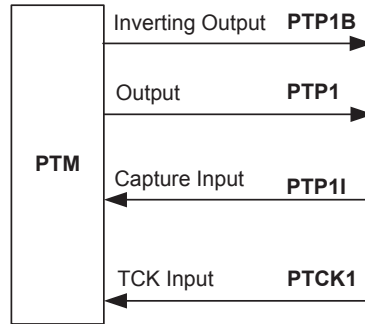 Inverting Output PTP1B
Output PTP1
PTM
Capture Input PTP1I
TCK Input PTCK1